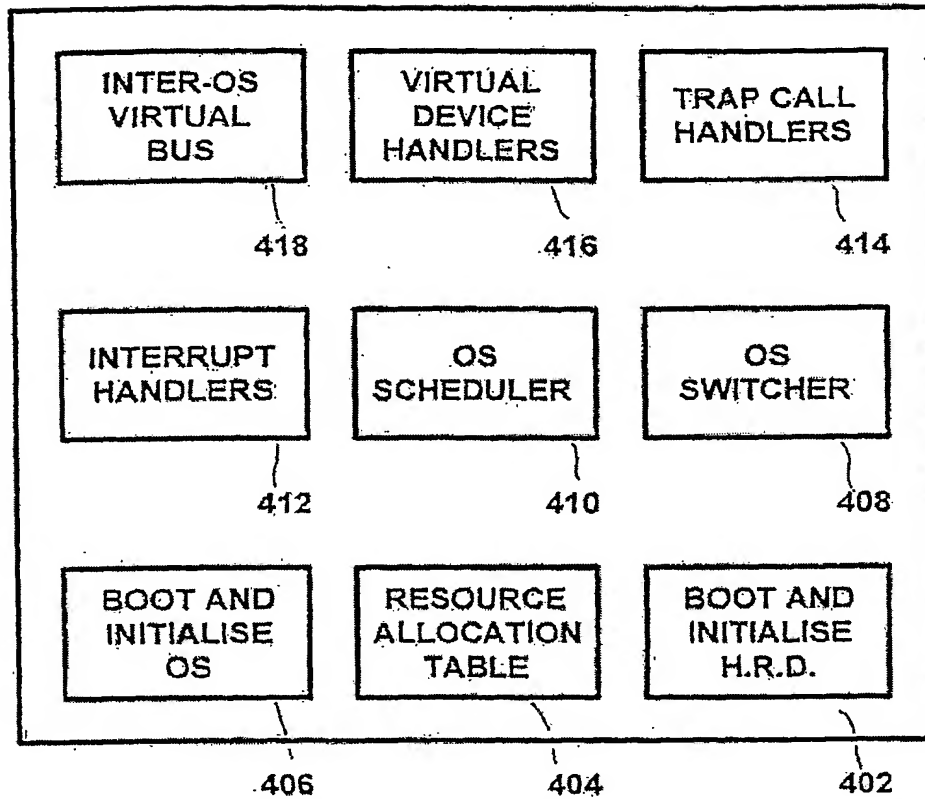 INTER-OS
VIRTUAL
BUS
418
VIRTUAL
DEVICE
HANDLERS
416
TRAP CALL
HANDLERS
414
INTERRUPT
HANDLERS
412
OS
SCHEDULER
410
OS
SWITCHER
408
BOOT AND
INITIALISE
OS
406
RESOURCE
ALLOCATION
TABLE
404
BOOT AND
INITIALISE
H.R.D.
402